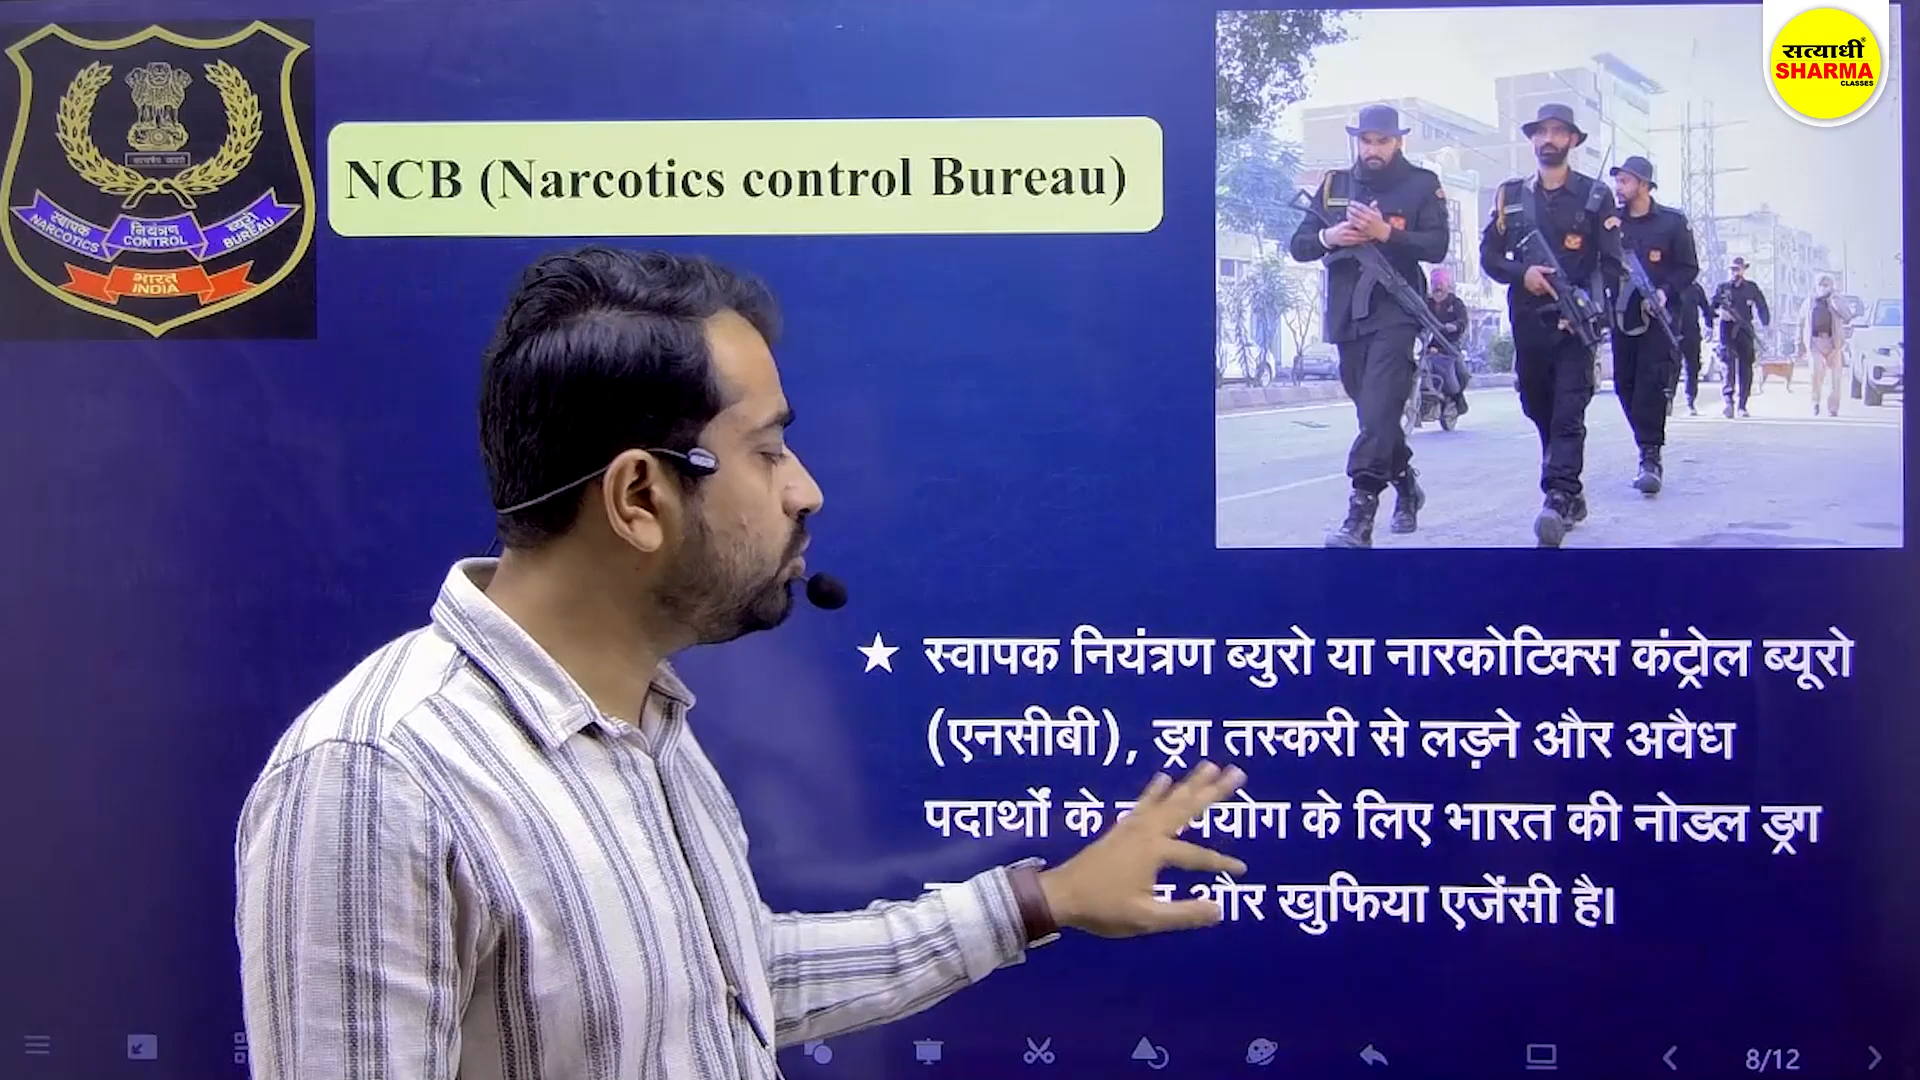 सत्यार्थी
SHARMA
CLASSES
NCB (Narcotics control Bureau)
स्वापक नियंत्रण ब्यूरो
NARCOTICS CONTROL BUREAU
भारत
INDIA
★ स्वापक नियंत्रण ब्युरो या नारकोटिक्स कंट्रोल ब्यूरो
(एनसीबी), ड्रग तस्करी से लड़ने और अवैध
पदार्थों के के लिए भारत की नोडल ड्रग
और खुफिया एजेंसी है।
8/12